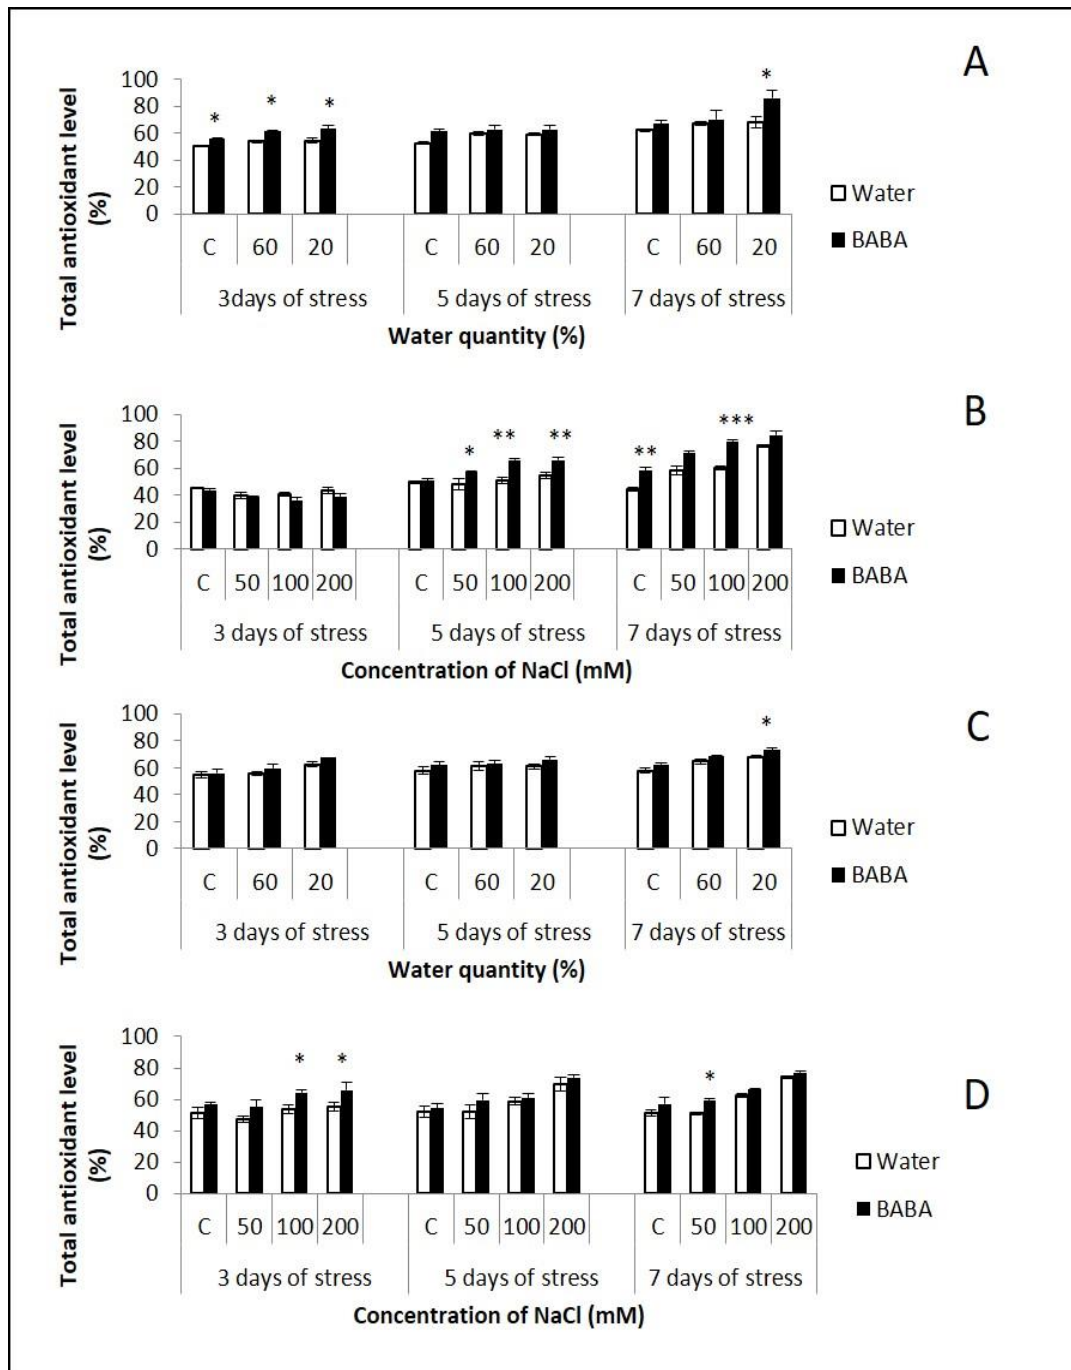 A
Total antioxidant level
(%)
100
80
60
40
20
0
* * * *
C 60 20 C 60 20 C 60 20
3days of stress 5 days of stress 7 days of stress
Water quantity (%)
Water
BABA
B
Total antioxidant level
(%)
100
80
60
40
20
0
* ** ** ** ***
C 50 100 200 C 50 100 200 C 50 100 200
3 days of stress 5 days of stress 7 days of stress
Concentration of NaCl (mM)
Water
BABA
C
Total antioxidant level
(%)
100
80
60
40
20
0
*
C 60 20 C 60 20 C 60 20
3 days of stress 5 days of stress 7 days of stress
Water quantity (%)
Water
BABA
D
Total antioxidant level
(%)
100
80
60
40
20
0
* * *
C 50 100 200 C 50 100 200 C 50 100 200
3 days of stress 5 days of stress 7 days of stress
Concentration of NaCl (mM)
Water
BABA